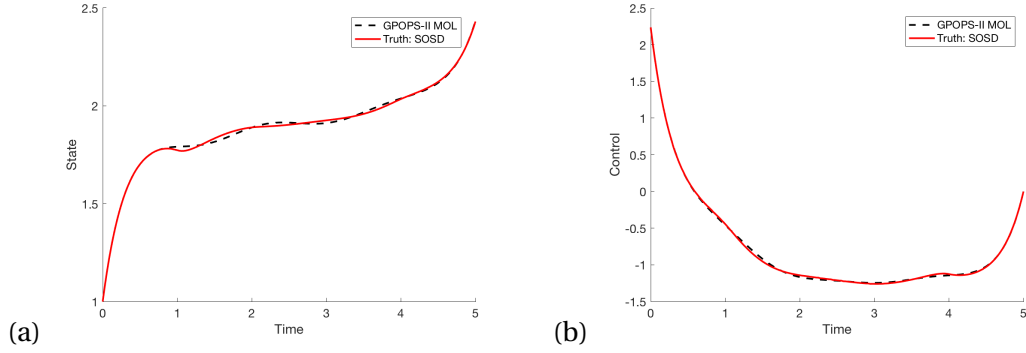 2.5
2
1.5
1
State
0
1
2
3
4
5
Time
GPOPS-II MOL
Truth: SOSD
(a)
2.5
2
1.5
1
0.5
0
-0.5
-1
-1.5
Control
0
1
2
3
4
5
Time
GPOPS-II MOL
Truth: SOSD
(b)